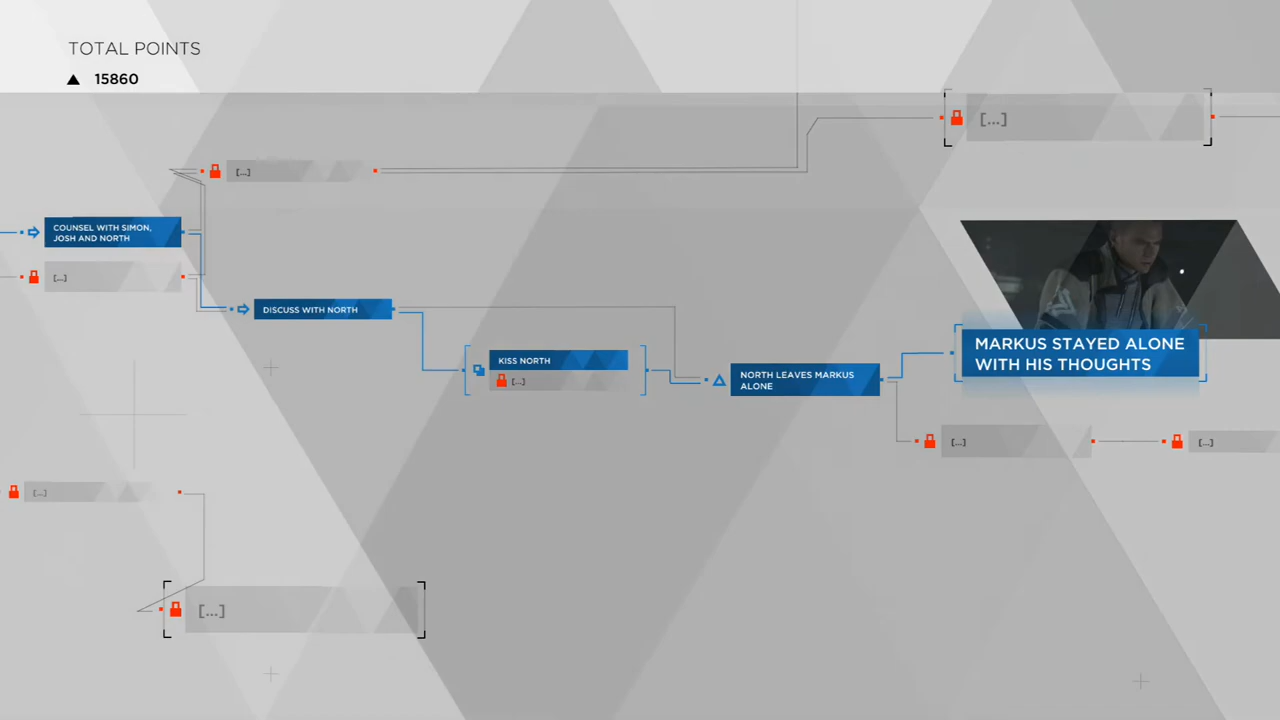 TOTAL POINTS
15860
[...]
[...]
COUNSEL WITH SIMON,
JOSH AND NORTH
[...]
DISCUSS WITH NORTH
KISS NORTH
[...]
NORTH LEAVES MARKUS
ALONE
MARKUS STAYED ALONE
WITH HIS THOUGHTS
[...]
[...]
[...]
[...]